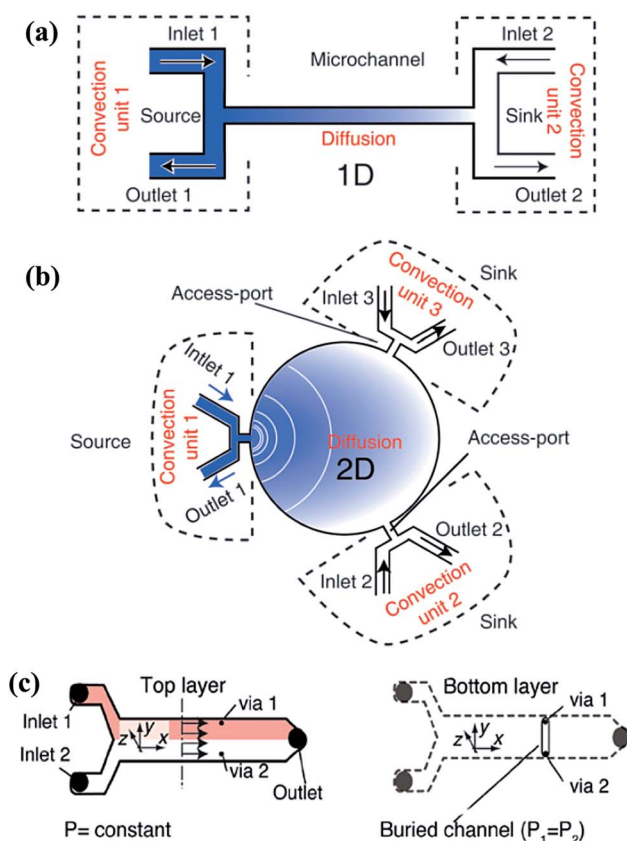 (a)
Inlet 1
Inlet 2
Microchannel
Convection
unit 1
Source
Sink
Convection
unit 2
Diffusion
1D
Outlet 1
Outlet 2
(b)
Sink
Convection
unit 3
Inlet 3
Access-port
Outlet 3
Intlet 1
Convection
unit 1
Source
Access-port
Diffusion
2D
Outlet 1
Outlet 2
Inlet 2
Convection
unit 2
Sink
(c)
Top layer
Inlet 1
via 1
y
z
x
Inlet 2
via 2
Outlet
P= constant
Bottom layer
via 1
y
z
x
via 2
Buried channel (P₁=P₂)